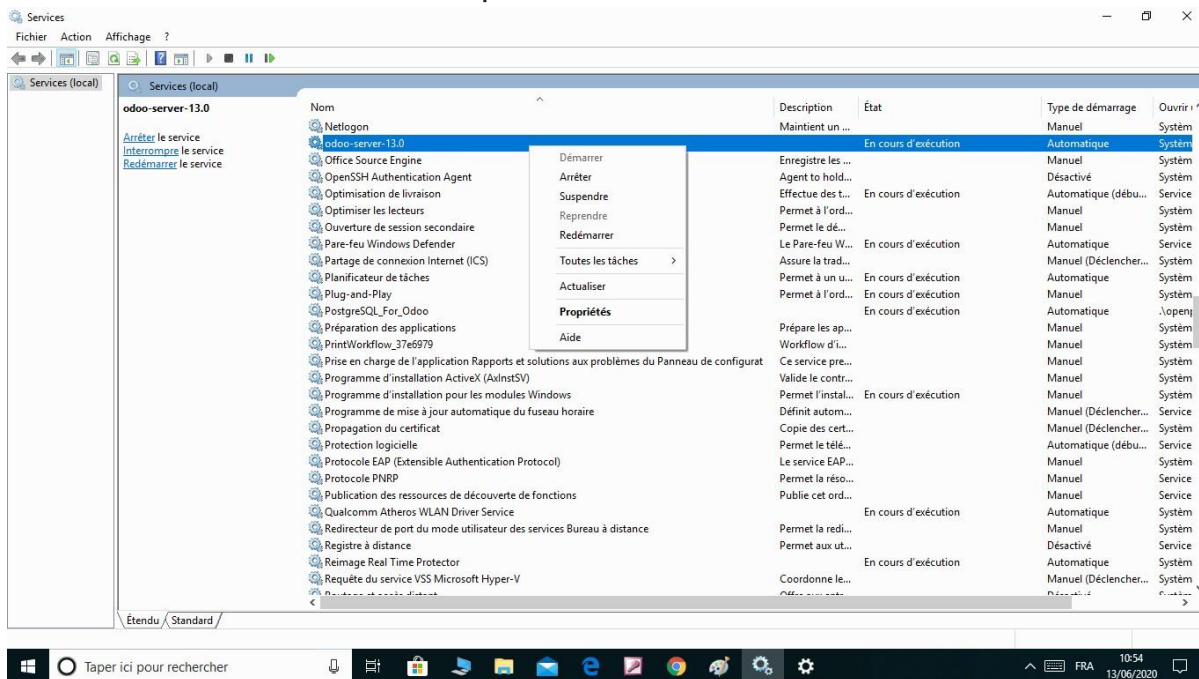 Services
Fichier Action Affichage ?
Services (local)
Services (local)
odoo-server-13.0
Arrêter le service
Interrompre le service
Redémarrer le service
Nom Description État Type de démarrage Ouvrir
Netlogon Maintient un ... Manuel Systèm
odoo-server-13.0 En cours d'exécution Automatique Systèm
Office Source Engine Enregistre les ... Manuel Systèm
OpenSSH Authentication Agent Agent to hold... Désactivé Systèm
Optimisation de livraison Effectue des t... En cours d'exécution Automatique (débu... Service
Optimiser les lecteurs Permet à l'ord... Manuel Systèm
Ouverture de session secondaire Permet le dé... Manuel Systèm
Pare-feu Windows Defender Le Pare-feu W... En cours d'exécution Automatique Service
Partage de connexion Internet (ICS) Assure la trad... Manuel (Déclencher... Systèm
Planificateur de tâches Permet à un u... En cours d'exécution Automatique Systèm
Plug-and-Play Permet à l'ord... En cours d'exécution Manuel Systèm
PostgreSQL_For_Odoo En cours d'exécution Automatique .\openp
Préparation des applications Prépare les ap... Manuel Systèm
PrintWorkflow_37e6979 Workflow d'i... Manuel Systèm
Prise en charge de l'application Rapports et solutions aux problèmes du Panneau de configurat Ce service pre... Manuel Systèm
Programme d'installation ActiveX (AxInstSV) Valide le contr... Manuel Systèm
Programme d'installation pour les modules Windows Permet l'instal... En cours d'exécution Manuel Systèm
Programme de mise à jour automatique du fuseau horaire Définit autom... Manuel (Déclencher... Service
Propagation du certificat Copie des cert... Manuel (Déclencher... Systèm
Protection logicielle Permet le télé... Automatique (débu... Service
Protocole EAP (Extensible Authentication Protocol) Le service EAP... Manuel Systèm
Protocole PNRP Permet la réso... Manuel Service
Publication des ressources de découverte de fonctions Publie cet ord... Manuel Service
Qualcomm Atheros WLAN Driver Service En cours d'exécution Automatique Systèm
Redirecteur de port du mode utilisateur des services Bureau à distance Permet la redi... Manuel Systèm
Registre à distance Permet aux ut... Désactivé Service
Reimage Real Time Protector En cours d'exécution Automatique Systèm
Requête du service VSS Microsoft Hyper-V Coordonne le... Manuel (Déclencher... Systèm
Démarrer
Arrêter
Suspendre
Reprendre
Redémarrer
Toutes les tâches
Actualiser
Propriétés
Aide
Étendu Standard
Taper ici pour rechercher
FRA
10:54
13/06/2020